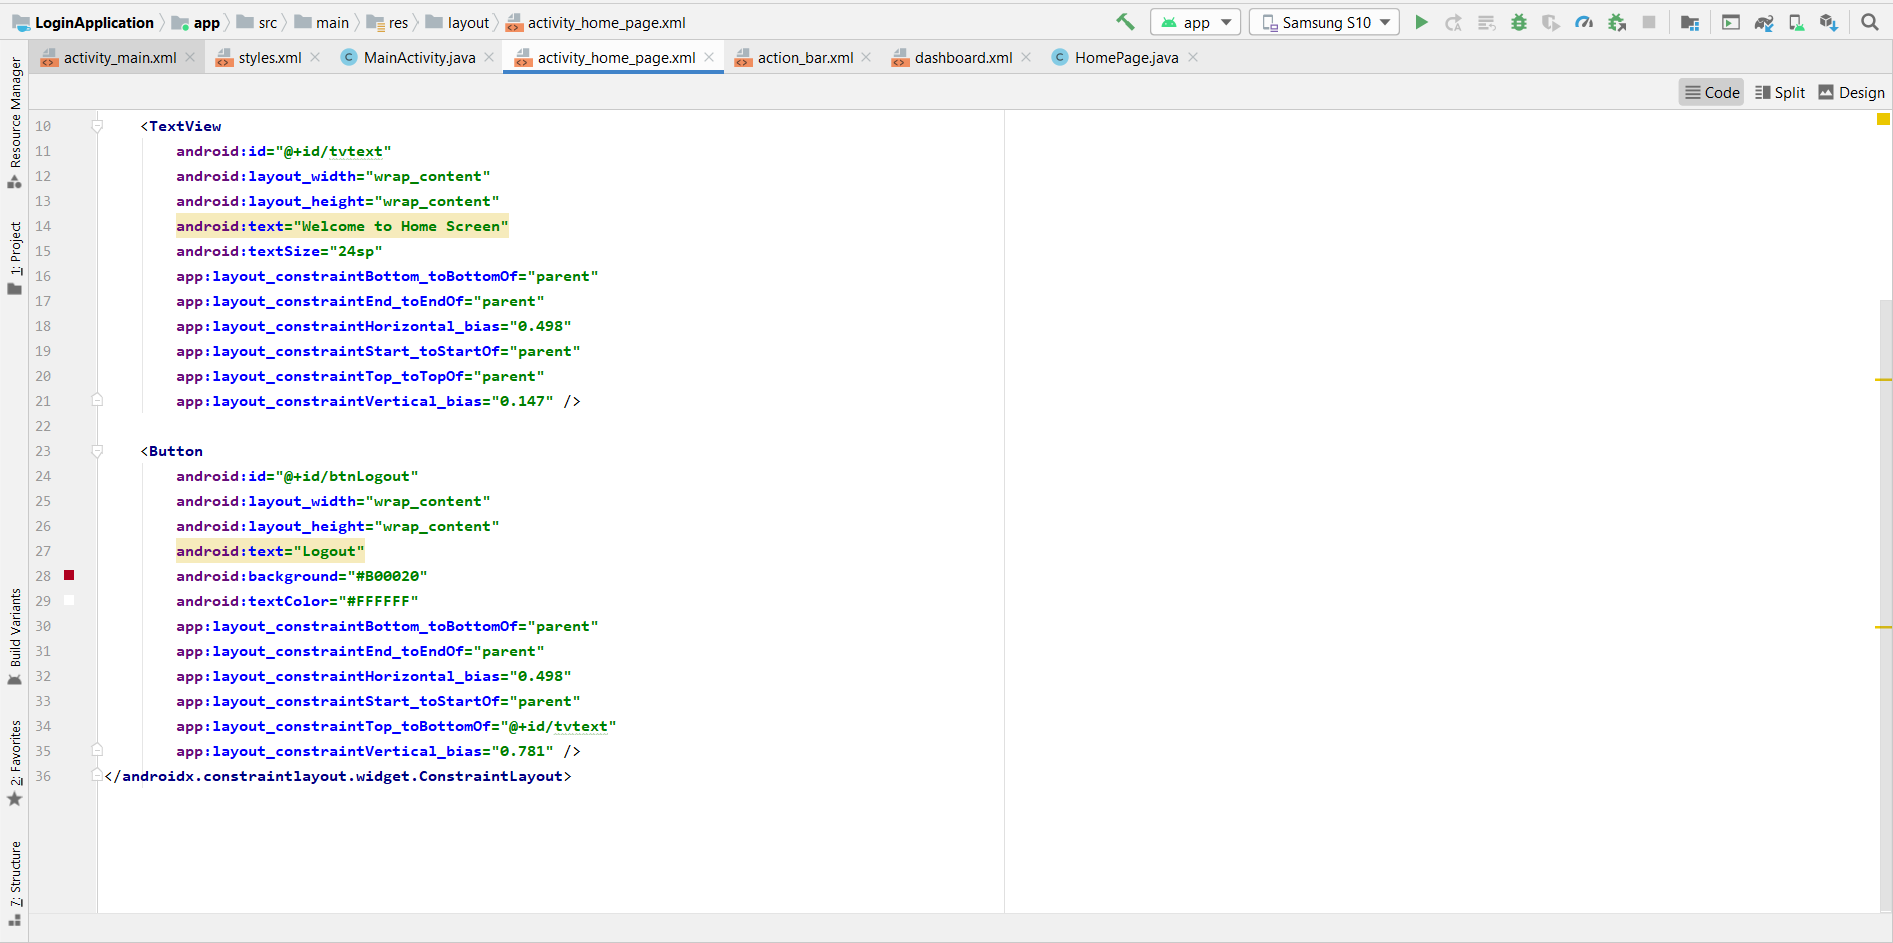 LoginApplication app src main res layout activity_home_page.xml app Samsung S10
activity_main.xml styles.xml MainActivity.java activity_home_page.xml action_bar.xml dashboard.xml HomePage.java
Code Split Design
Resource Manager
1: Project
Build Variants
2: Favorites
7: Structure
10 <TextView
11 android:id="@+id/tvtext"
12 android:layout_width="wrap_content"
13 android:layout_height="wrap_content"
14 android:text="Welcome to Home Screen"
15 android:textSize="24sp"
16 app:layout_constraintBottom_toBottomOf="parent"
17 app:layout_constraintEnd_toEndOf="parent"
18 app:layout_constraintHorizontal_bias="0.498"
19 app:layout_constraintStart_toStartOf="parent"
20 app:layout_constraintTop_toTopOf="parent"
21 app:layout_constraintVertical_bias="0.147" />
22
23 <Button
24 android:id="@+id/btnLogout"
25 android:layout_width="wrap_content"
26 android:layout_height="wrap_content"
27 android:text="Logout"
28 android:background="#B00020"
29 android:textColor="#FFFFFF"
30 app:layout_constraintBottom_toBottomOf="parent"
31 app:layout_constraintEnd_toEndOf="parent"
32 app:layout_constraintHorizontal_bias="0.498"
33 app:layout_constraintStart_toStartOf="parent"
34 app:layout_constraintTop_toBottomOf="@+id/tvtext"
35 app:layout_constraintVertical_bias="0.781" />
36 </androidx.constraintlayout.widget.ConstraintLayout>